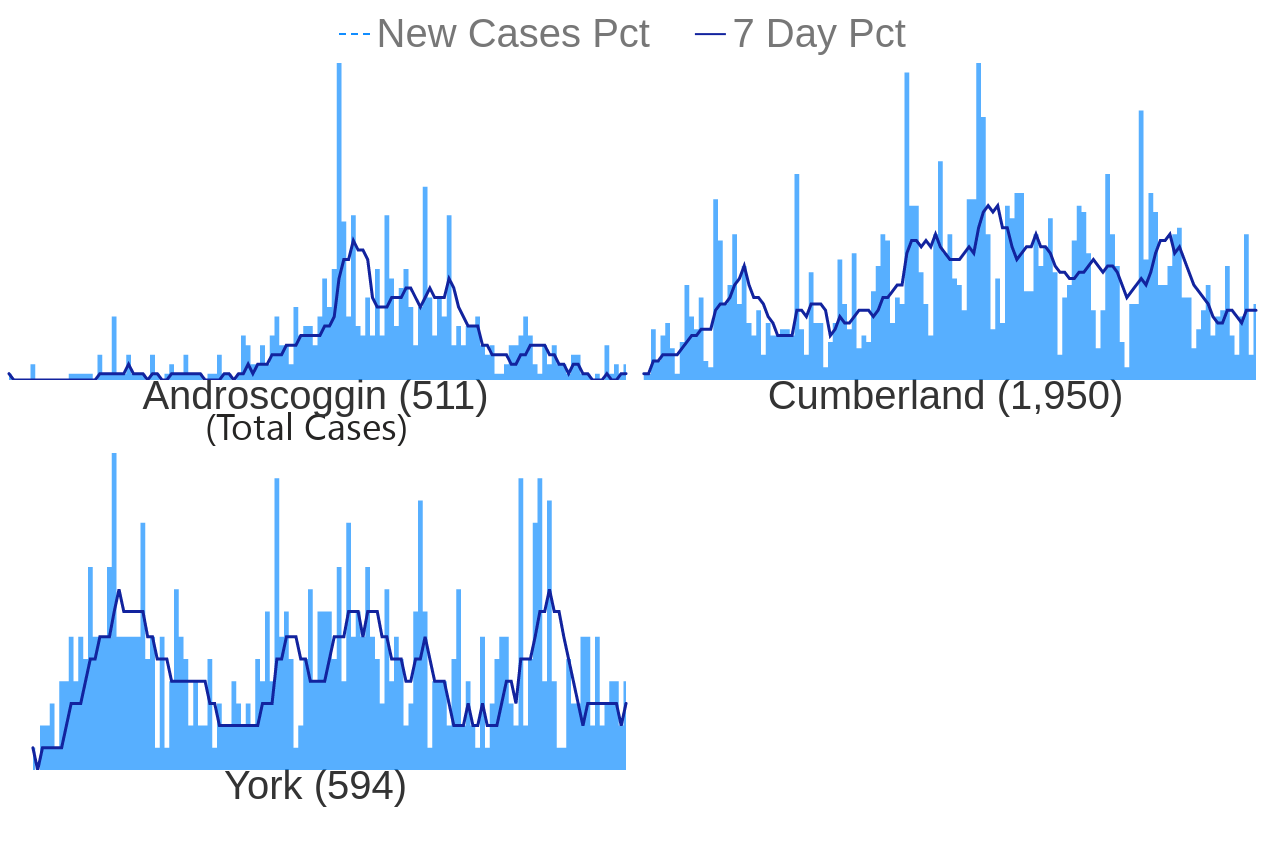 New Cases Pct 7 Day Pct
Androscoggin (511) Cumberland (1,950)
(Total Cases)
York (594)